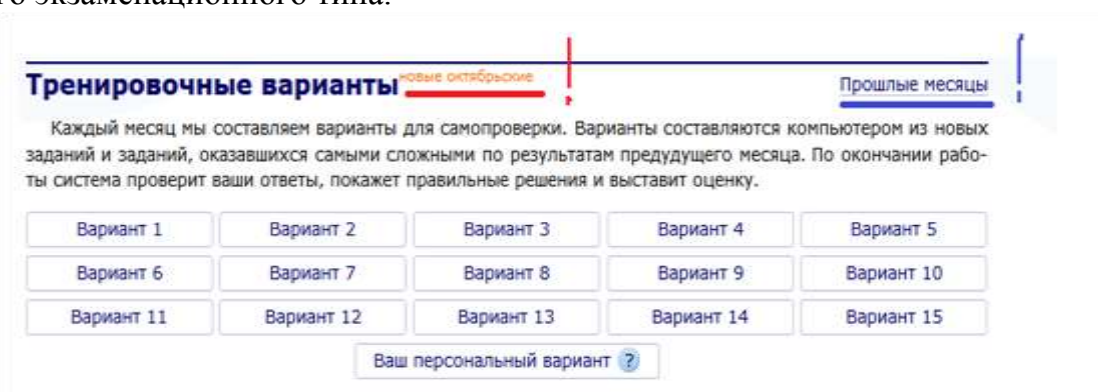 го экзаменационного типа.
Тренировочные варианты новые октябрьские Прошлые месяцы
Каждый месяц мы составляем варианты для самопроверки. Варианты составляются компьютером из новых
заданий и заданий, оказавшихся самыми сложными по результатам предудущего месяца. По окончании рабо-
ты система проверит ваши ответы, покажет правильные решения и выставит оценку.
Вариант 1 Вариант 2 Вариант 3 Вариант 4 Вариант 5
Вариант 6 Вариант 7 Вариант 8 Вариант 9 Вариант 10
Вариант 11 Вариант 12 Вариант 13 Вариант 14 Вариант 15
Ваш персональный вариант ?